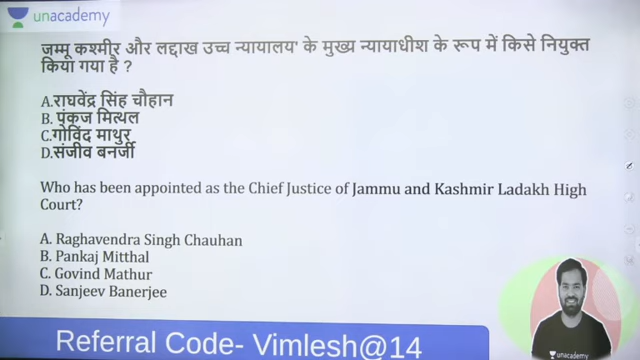 unacademy
जम्मू कश्मीर और लद्दाख उच्च न्यायालय' के मुख्य न्यायाधीश के रूप में किसे नियुक्त
किया गया है ?
A.राघवेंद्र सिंह चौहान
B. पंकज मित्थल
C.गोविंद माथुर
D.संजीव बनर्जी
Who has been appointed as the Chief Justice of Jammu and Kashmir Ladakh High
Court?
A. Raghavendra Singh Chauhan
B. Pankaj Mitthal
C. Govind Mathur
D. Sanjeev Banerjee
unacademy
Referral Code- Vimlesh@14